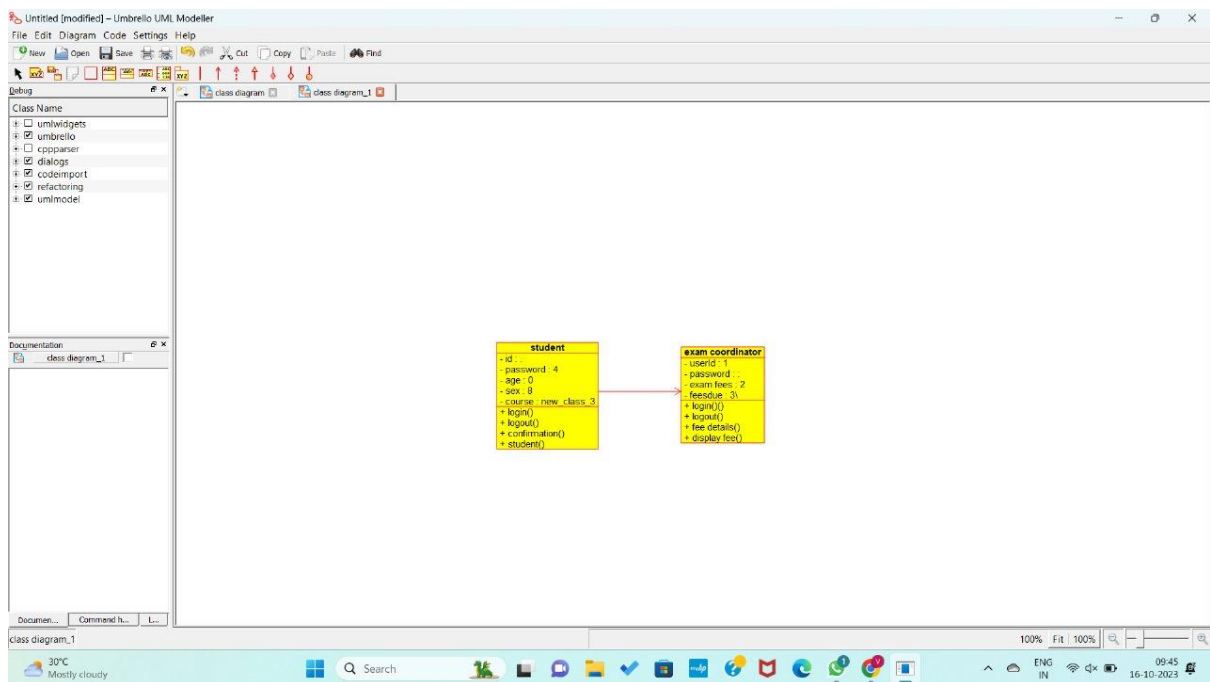 Untitled [modified] – Umbrello UML Modeller
File Edit Diagram Code Settings Help
New Open Save Cut Copy Paste Find
Debug
class diagram class diagram_1
Class Name
umlwidgets
umbrello
cppparser
dialogs
codeimport
refactoring
umlmodel
student
- id : :
- password : 4
- age : 0
- sex : 8
- course : new_class_3
+ login()
+ logout()
+ confirmation()
+ student()
exam coordinator
- userid : 1
- password : :
- exam fees : 2
- feesdue : 3\
+ login()()
+ logout()
+ fee details()
+ display fee()
Documentation
class diagram_1
Documen... Command h... L...
class diagram_1
100% Fit 100%
30°C
Mostly cloudy
Search
ENG
IN
09:45
16-10-2023